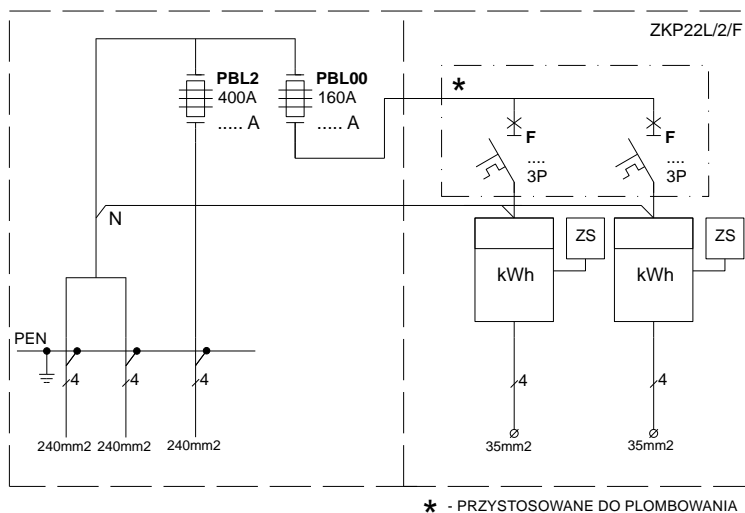 ZKP22L/2/F
PBL2
400A
..... A
PBL00
160A
..... A
*
F
....
3P
F
....
3P
N
ZS
ZS
kWh
kWh
PEN
4
4
4
4
4
240mm2 240mm2 240mm2
35mm2
35mm2
* - PRZYSTOSOWANE DO PLOMBOWANIA